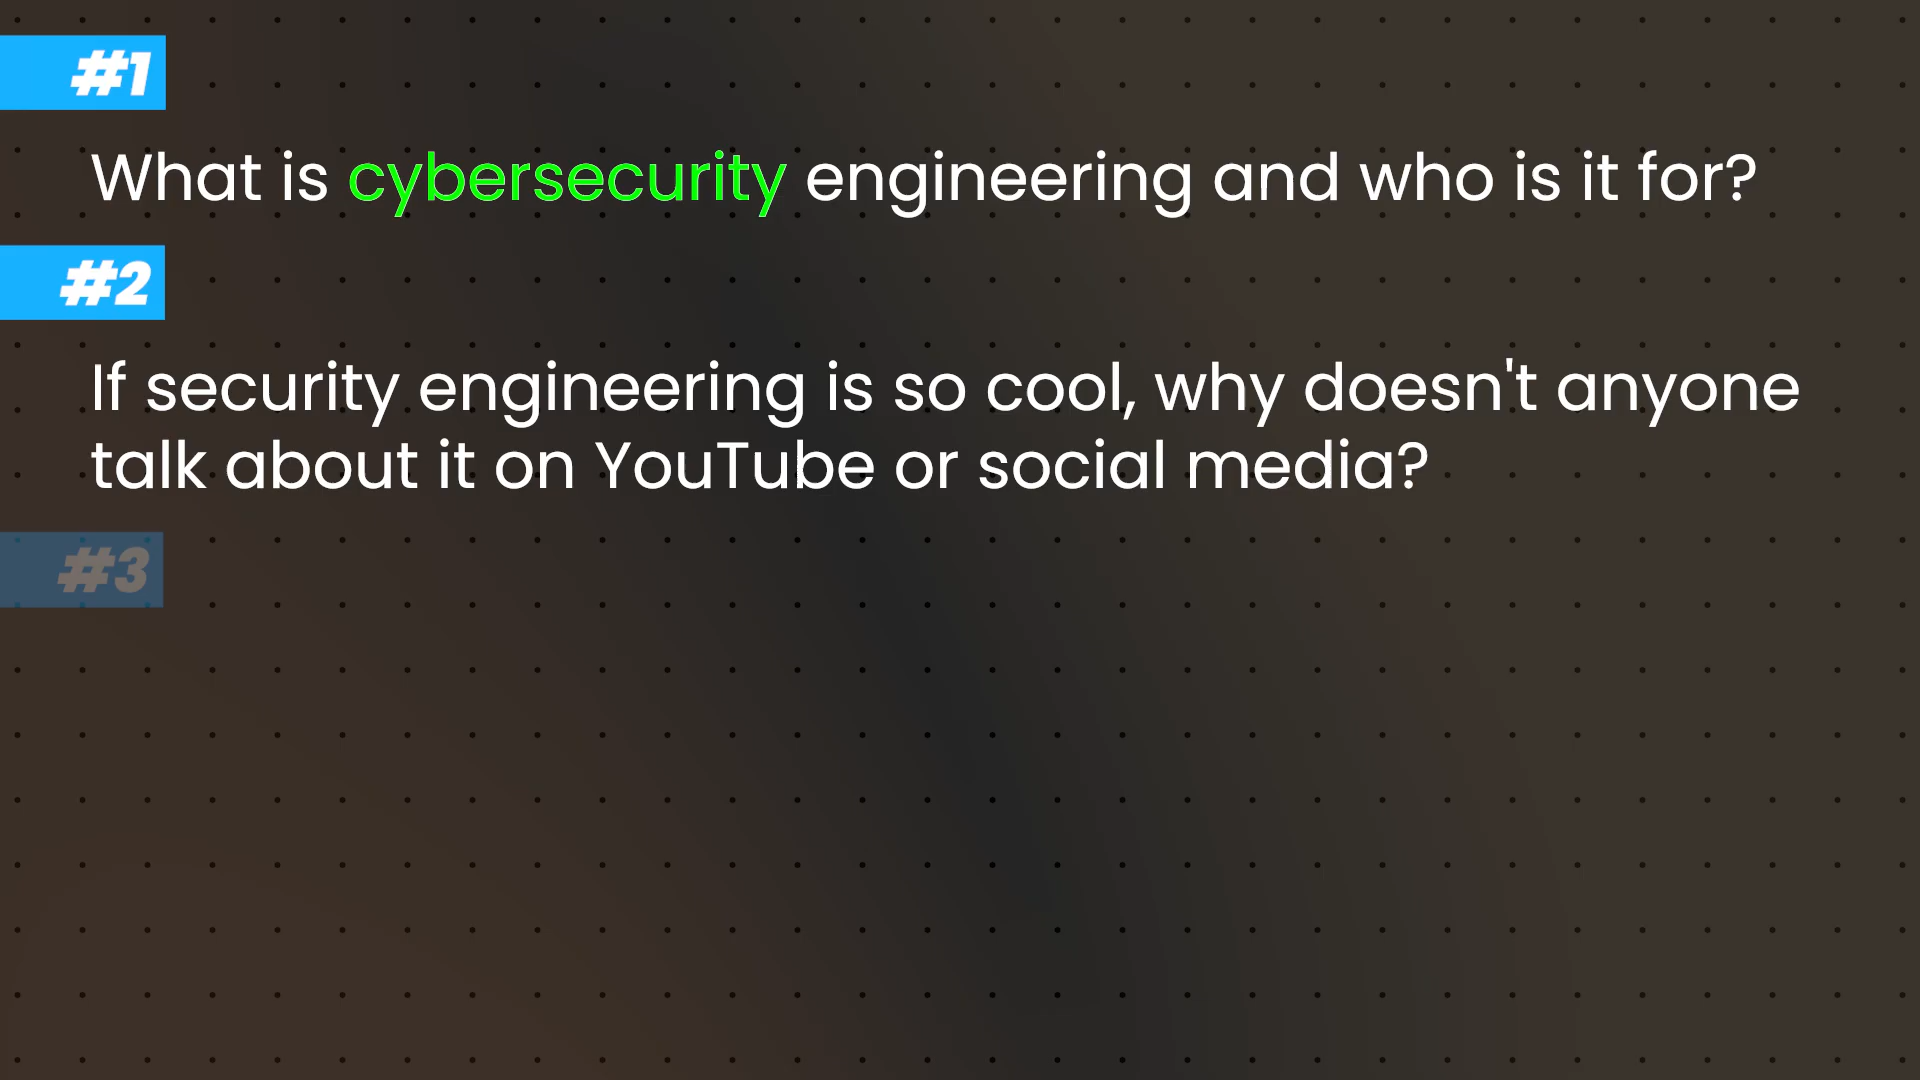 #1
What is cybersecurity engineering and who is it for?
#2
If security engineering is so cool, why doesn't anyone
talk about it on YouTube or social media?
#3